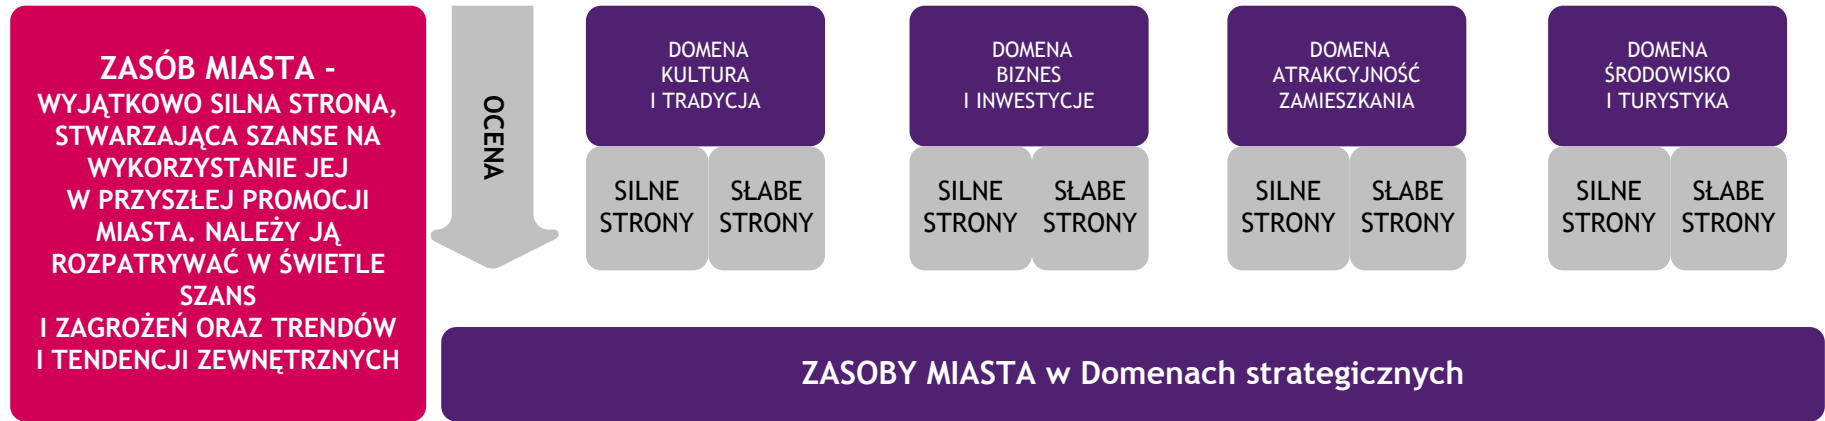 ZASÓB MIASTA -
WYJĄTKOWO SILNA STRONA,
STWARZAJĄCA SZANSE NA
WYKORZYSTANIE JEJ
W PRZYSZŁEJ PROMOCJI
MIASTA. NALEŻY JĄ
ROZPATRYWAĆ W ŚWIETLE
SZANS
I ZAGROŻEŃ ORAZ TRENDÓW
I TENDENCJI ZEWNĘTRZNYCH
OCENA
DOMENA
KULTURA
I TRADYCJA
SILNE
STRONY
SŁABE
STRONY
DOMENA
BIZNES
I INWESTYCJE
SILNE
STRONY
SŁABE
STRONY
DOMENA
ATRAKCYJNOŚĆ
ZAMIESZKANIA
SILNE
STRONY
SŁABE
STRONY
DOMENA
ŚRODOWISKO
I TURYSTYKA
SILNE
STRONY
SŁABE
STRONY
ZASOBY MIASTA w Domenach strategicznych